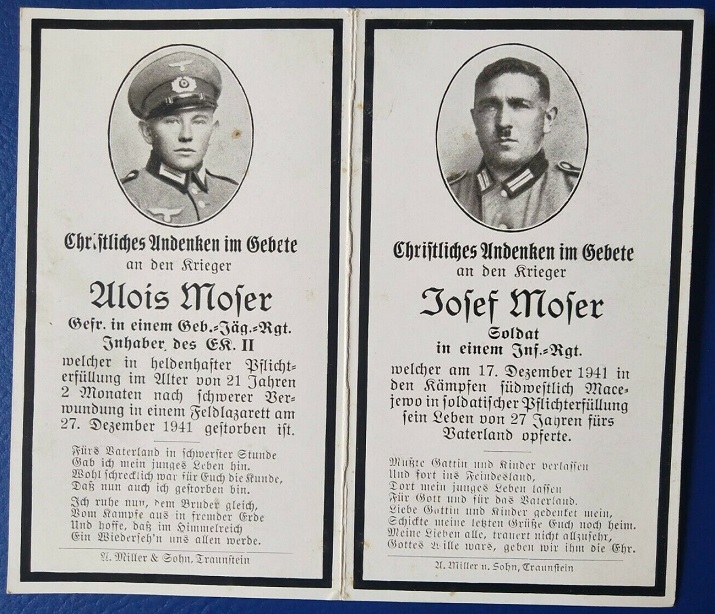 Christliches Andenken im Gebete
an den Krieger
Alois Moser
Gefr. in einem Geb.-Jäg.-Rgt.
Inhaber des EK. II
welcher in heldenhafter Pflicht-
erfüllung im Alter von 21 Jahren
2 Monaten nach schwerer Ver-
wundung in einem Feldlazarett am
27. Dezember 1941 gestorben ist.
Fürs Vaterland in schwerster Stunde
Gab ich mein junges Leben hin.
Wohl schrecklich war für Euch die Kunde,
Daß nun auch ich gestorben bin.
Ich ruhe nun, dem Bruder gleich,
Vom Kampfe aus in fremder Erde
Und hoffe, daß im Himmelreich
Ein Wiederseh'n uns allen werde.
A. Miller & Sohn, Traunstein
Christliches Andenken im Gebete
an den Krieger
Josef Moser
Soldat
in einem Inf.-Rgt.
welcher am 17. Dezember 1941 in
den Kämpfen südwestlich Mace-
jewo in soldatischer Pflichterfüllung
sein Leben von 27 Jahren fürs
Vaterland opferte.
Mußte Gattin und Kinder verlassen
Und fort ins Feindesland,
Dort mein junges Leben lassen
Für Gott und für das Vaterland.
Liebe Gattin und Kinder gedenket mein,
Schickte meine letzten Grüße Euch noch heim.
Meine Lieben alle, trauert nicht allzusehr,
Gottes Wille wars, geben wir ihm die Ehr.
A. Miller u. Sohn, Traunstein